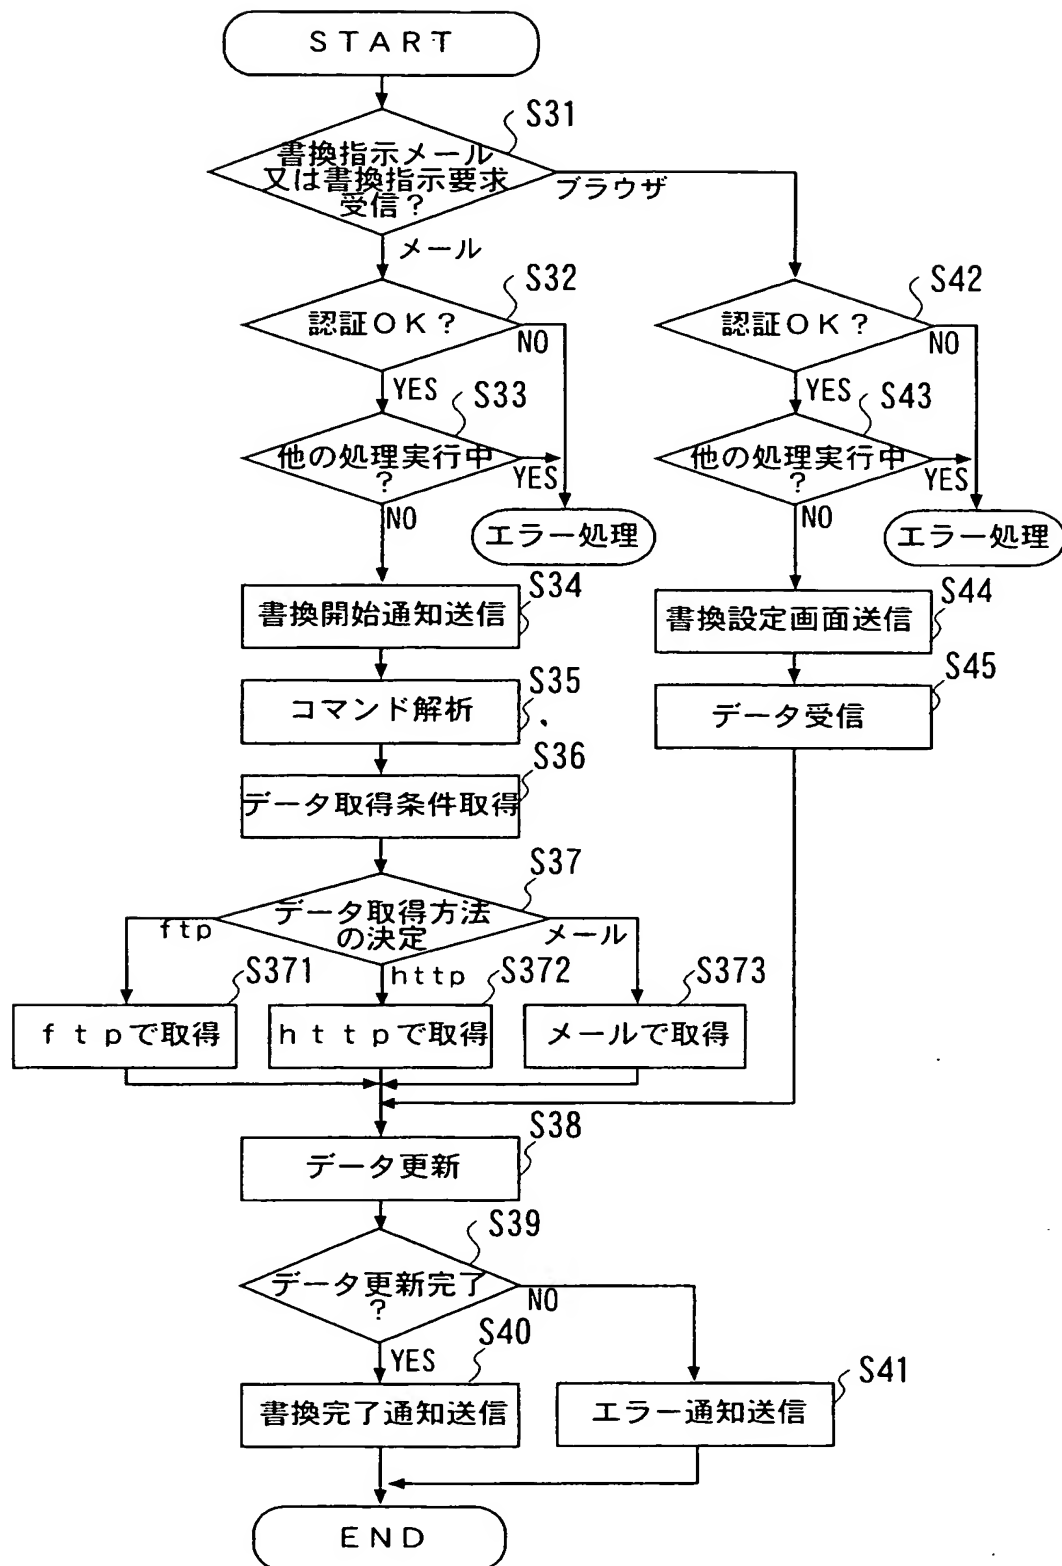 START
S31
書換指示メール
又は書換指示要求
受信?
ブラウザ
メール
S32
認証OK?
NO
YES
S42
認証OK?
NO
YES
S33
他の処理実行中
?
YES
NO
S43
他の処理実行中
?
YES
NO
エラー処理
エラー処理
S34
書換開始通知送信
S44
書換設定画面送信
S35
コマンド解析
S45
データ受信
S36
データ取得条件取得
S37
データ取得方法
の決定
ftp
http
メール
S371
ftpで取得
S372
httpで取得
S373
メールで取得
S38
データ更新
S39
データ更新完了
?
NO
YES
S40
書換完了通知送信
S41
エラー通知送信
END